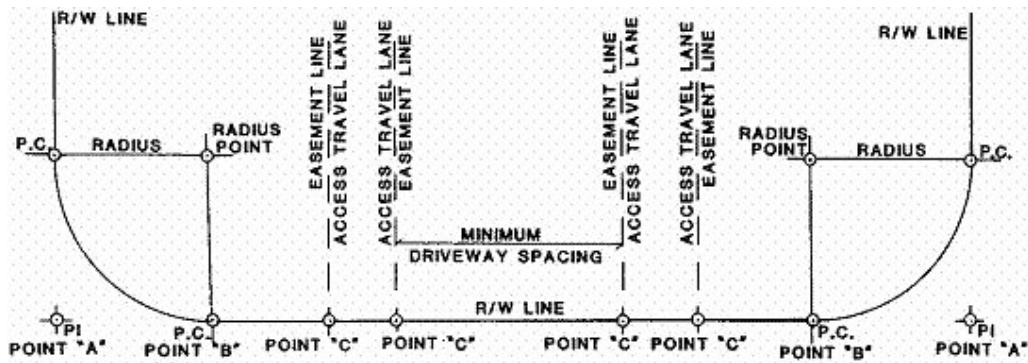 R/W LINE
R/W LINE
EASEMENT LINE
ACCESS TRAVEL LANE
ACCESS TRAVEL LANE
EASEMENT LINE
EASEMENT LINE
ACCESS TRAVEL LANE
ACCESS TRAVEL LANE
EASEMENT LINE
P.C.
RADIUS
RADIUS
POINT
RADIUS
POINT
RADIUS
P.C.
MINIMUM
DRIVEWAY SPACING
R/W LINE
PI
POINT "A"
P.C.
POINT "B"
POINT "C"
POINT "C"
POINT "C"
POINT "C"
P.C.
POINT "B"
PI
POINT "A"